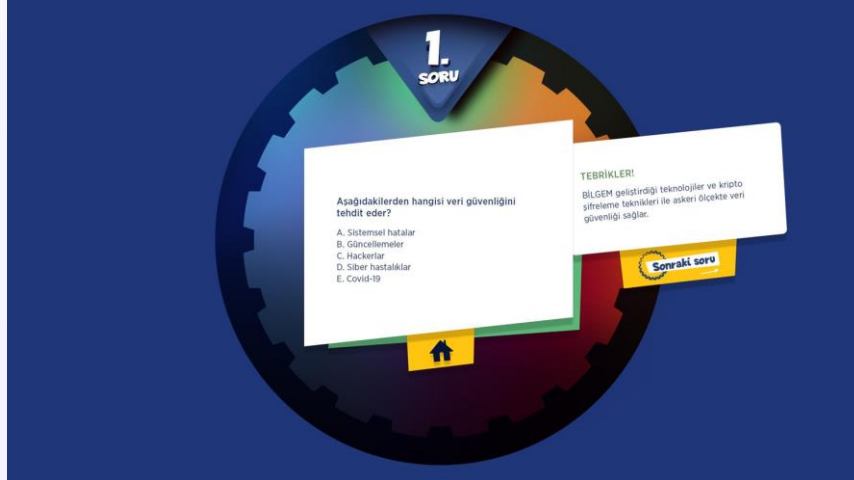 1.
SORU
Aşağıdakilerden hangisi veri güvenliğini
tehdit eder?
A. Sistemsel hatalar
B. Güncellemeler
C. Hackerlar
D. Siber hastalıklar
E. Covid-19
TEBRİKLER!
BİLGEM geliştirdiği teknolojiler ve kripto
sifreleme teknikleri ile askeri ölçekte veri
güvenliği sağlar.
Sonraki soru